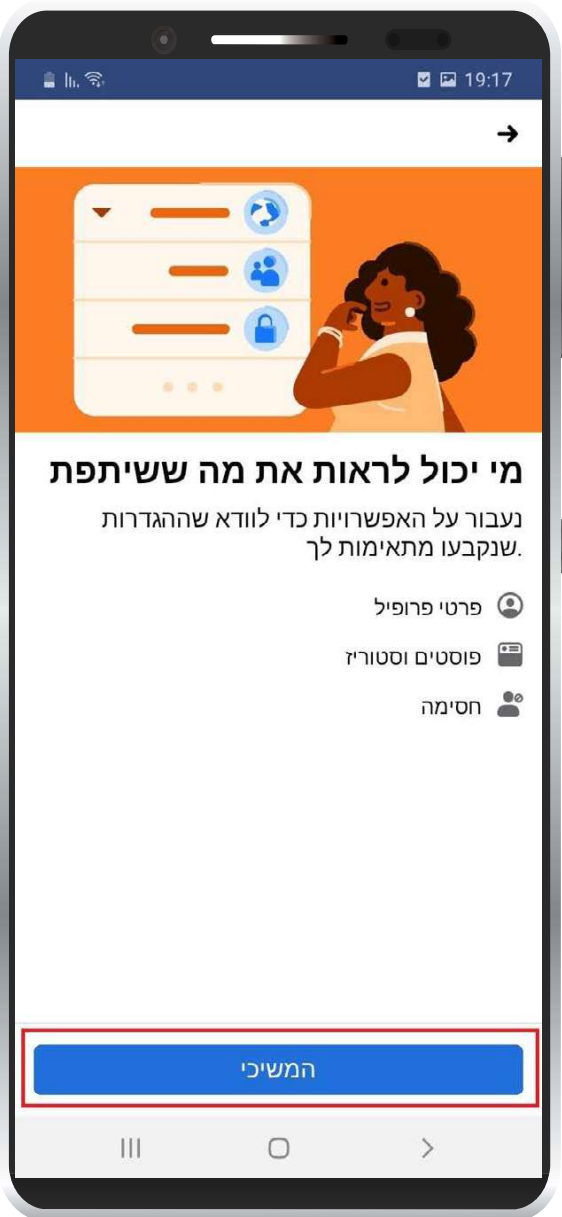 19:17
מי יכול לראות את מה ששיתפת
נעבור על האפשרויות כדי לוודא שההגדרות
שנקבעו מתאימות לך.
פרטי פרופיל
פוסטים וסטוריז
חסימה
המשיכי